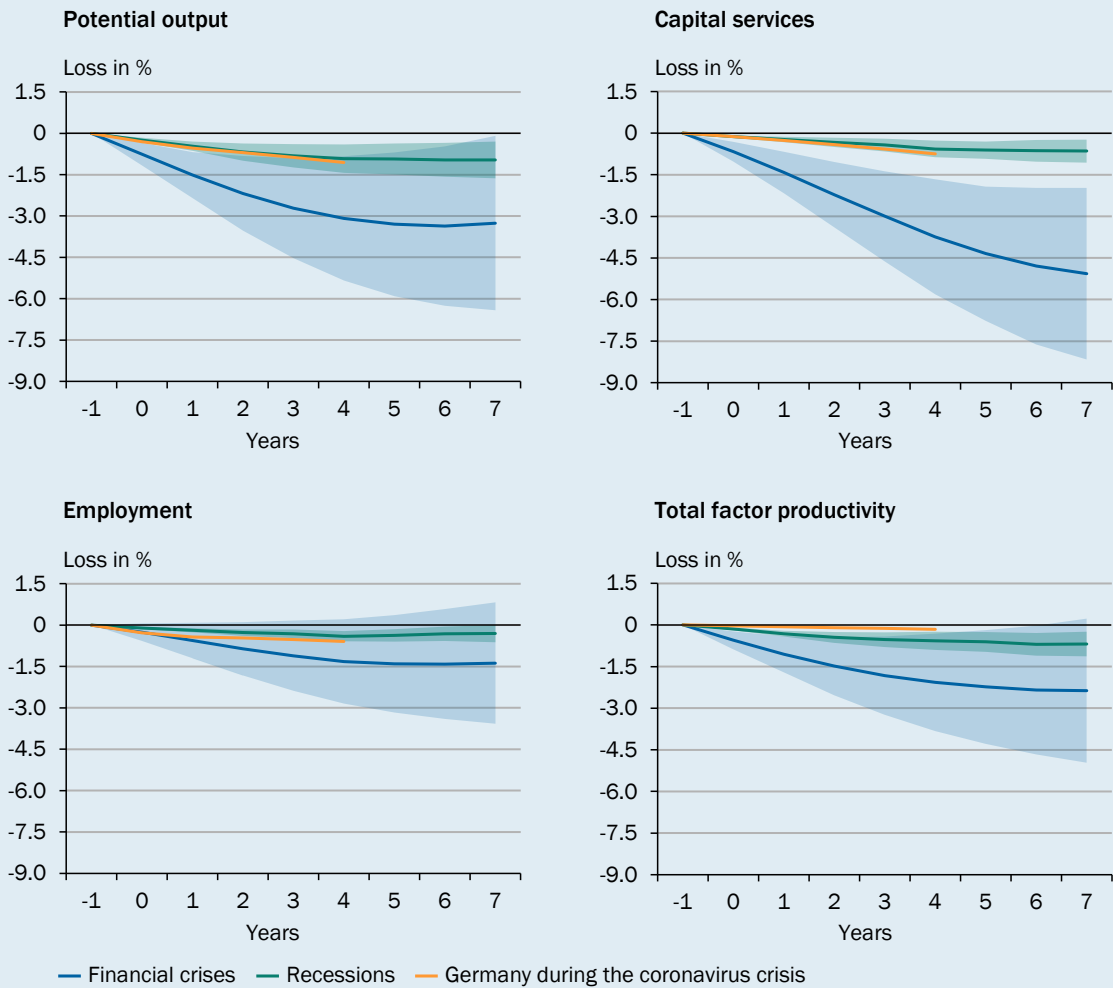 Potential output
Loss in %
1.5
0
-1.5
-3.0
-4.5
-6.0
-7.5
-9.0
-1 0 1 2 3 4 5 6 7
Years
Capital services
Loss in %
1.5
0
-1.5
-3.0
-4.5
-6.0
-7.5
-9.0
-1 0 1 2 3 4 5 6 7
Years
Employment
Loss in %
1.5
0
-1.5
-3.0
-4.5
-6.0
-7.5
-9.0
-1 0 1 2 3 4 5 6 7
Years
Total factor productivity
Loss in %
1.5
0
-1.5
-3.0
-4.5
-6.0
-7.5
-9.0
-1 0 1 2 3 4 5 6 7
Years
Financial crises Recessions Germany during the coronavirus crisis